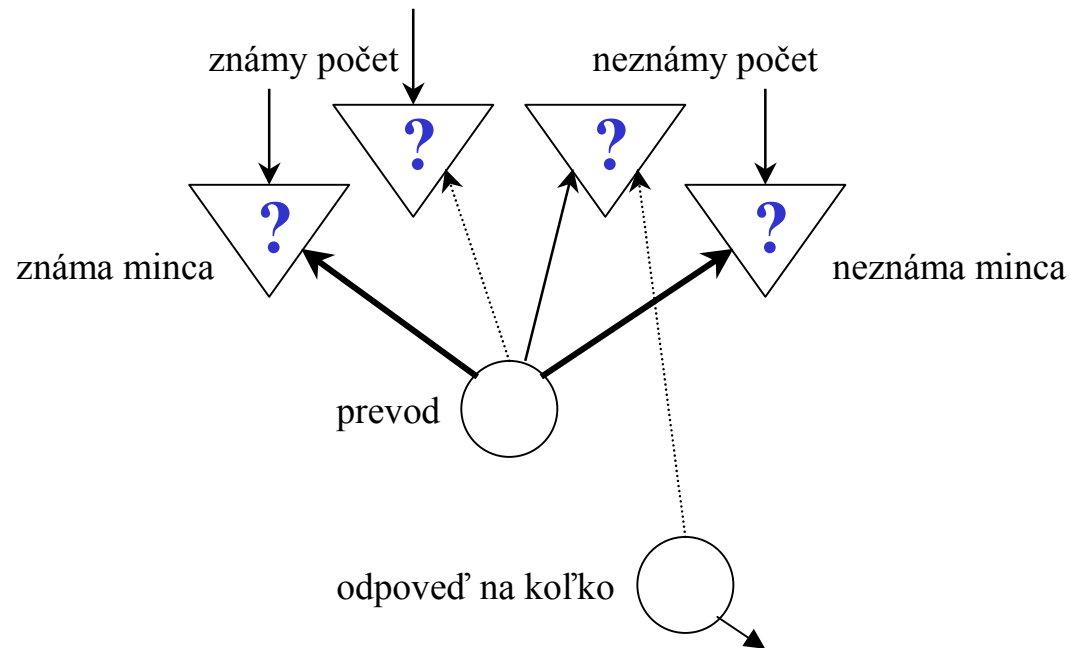 známy počet
neznámy počet
?
?
?
?
známa minca
neznáma minca
prevod
odpoveď na koľko